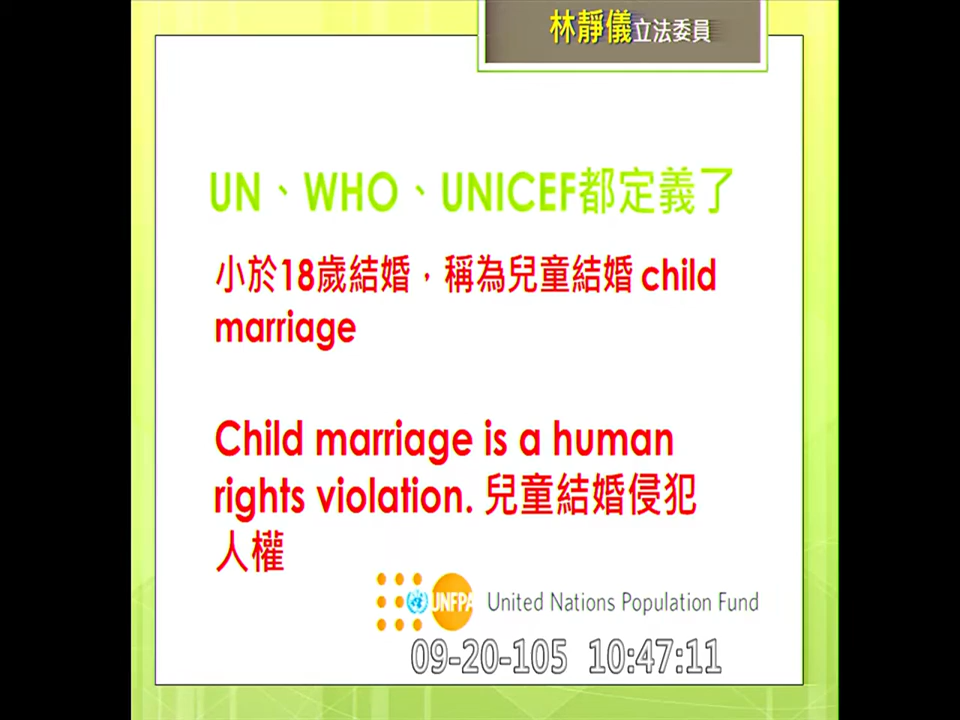 林靜儀立法委員
UN、WHO、UNICEF都定義了
小於18歲結婚，稱為兒童結婚 child
marriage
Child marriage is a human
rights violation. 兒童結婚侵犯
人權
UNFPA United Nations Population Fund
09-20-105 10:47:11